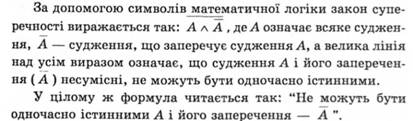 За допомогою символів математичної логіки закон супе-
речності виражається так: A ∧ A̅, де A означає всяке суджен-
ня, A̅ — судження, що заперечує судження A, а велика лінія
над усім виразом означає, що судження A і його заперечен-
ня ( A̅ ) несумісні, не можуть бути одночасно істинними.
У цілому ж формула читається так: “Не можуть бути
одночасно істинними A і його заперечення — A̅ ”.